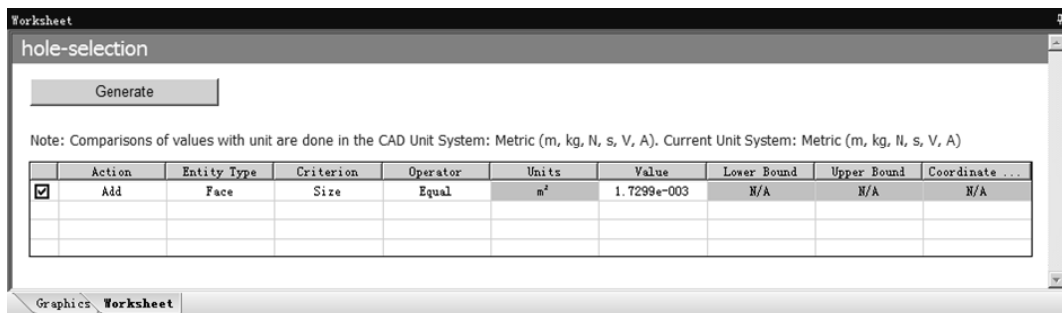 Worksheet
hole-selection
Generate
Note: Comparisons of values with unit are done in the CAD Unit System: Metric (m, kg, N, s, V, A). Current Unit System: Metric (m, kg, N, s, V, A)
Action Entity Type Criterion Operator Units Value Lower Bound Upper Bound Coordinate ...
Add Face Size Equal m² 1.7299e-003 N/A N/A N/A
Graphics Worksheet